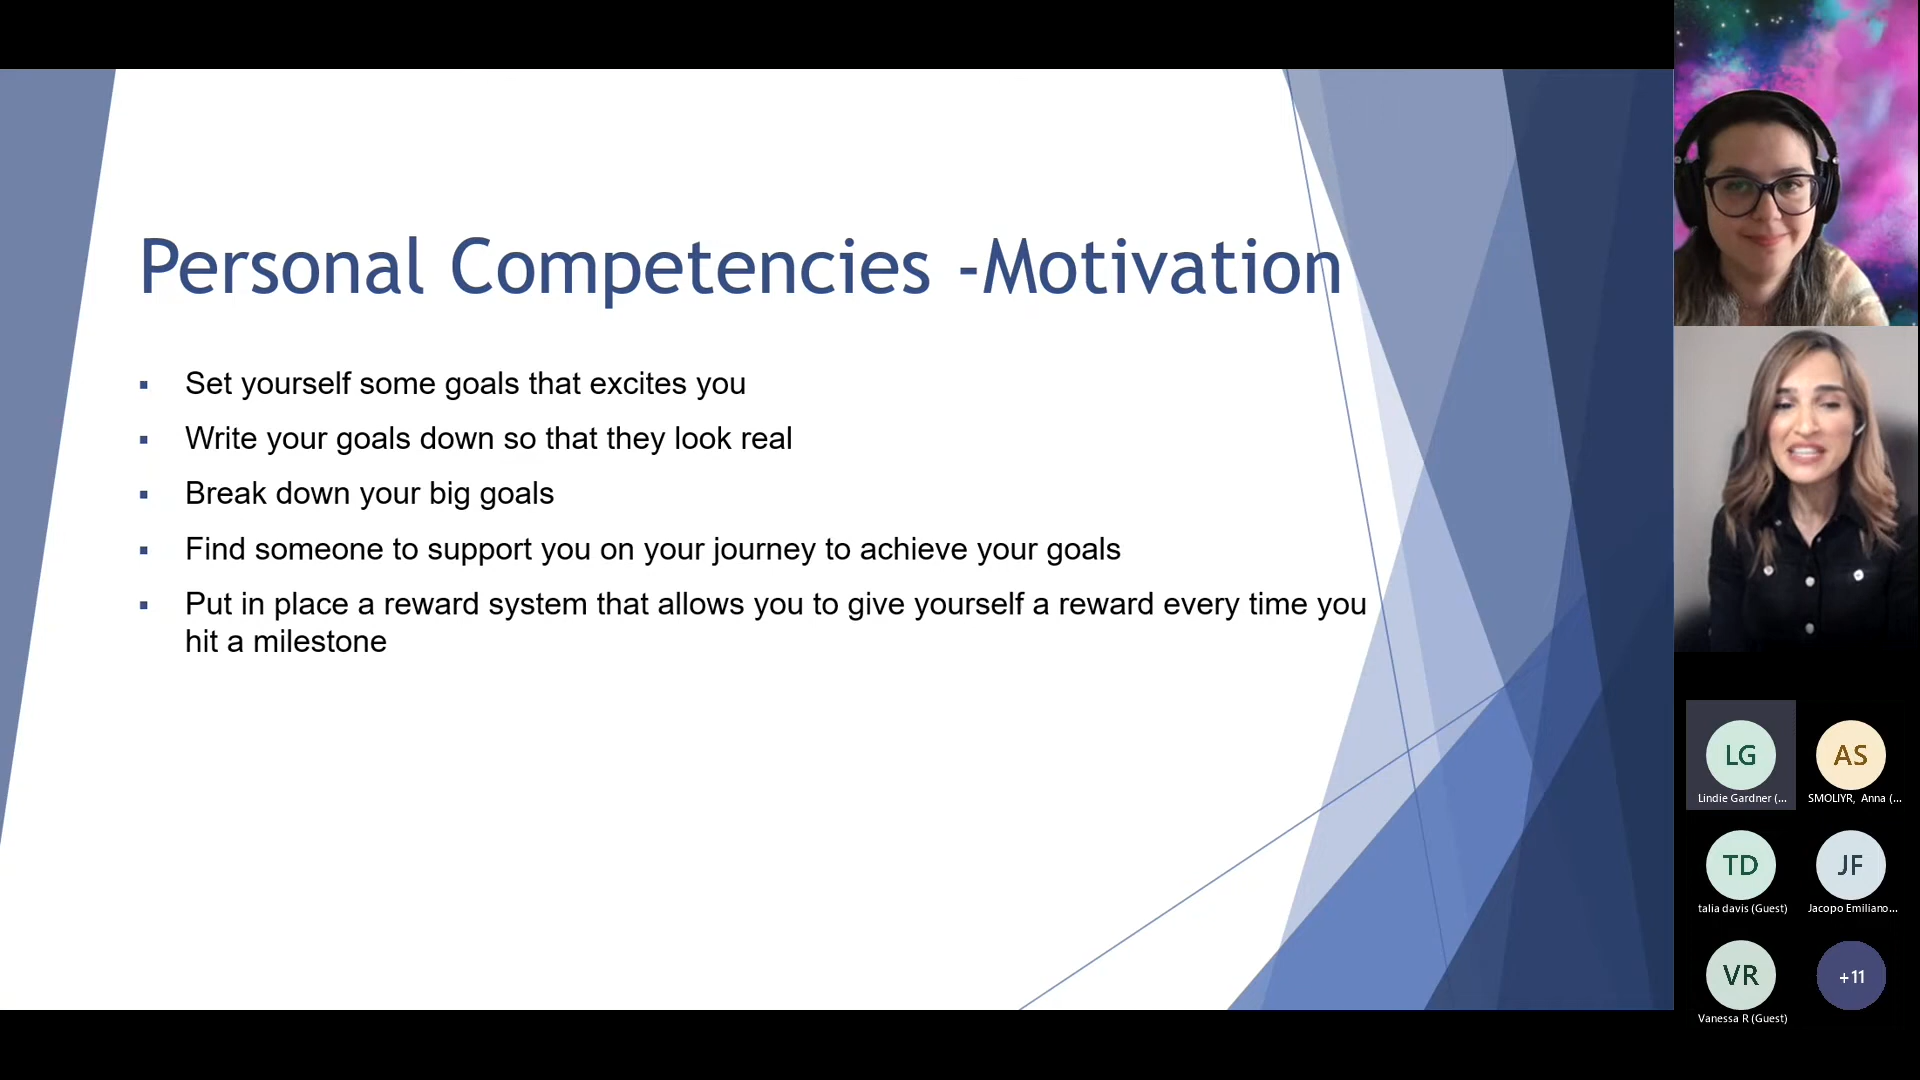 Personal Competencies -Motivation
▪ Set yourself some goals that excites you
▪ Write your goals down so that they look real
▪ Break down your big goals
▪ Find someone to support you on your journey to achieve your goals
▪ Put in place a reward system that allows you to give yourself a reward every time you
hit a milestone
LG
Lindie Gardner (...
AS
SMOLIYR, Anna (...
TD
talia davis (Guest)
JF
Jacopo Emiliano...
VR
Vanessa R (Guest)
+11